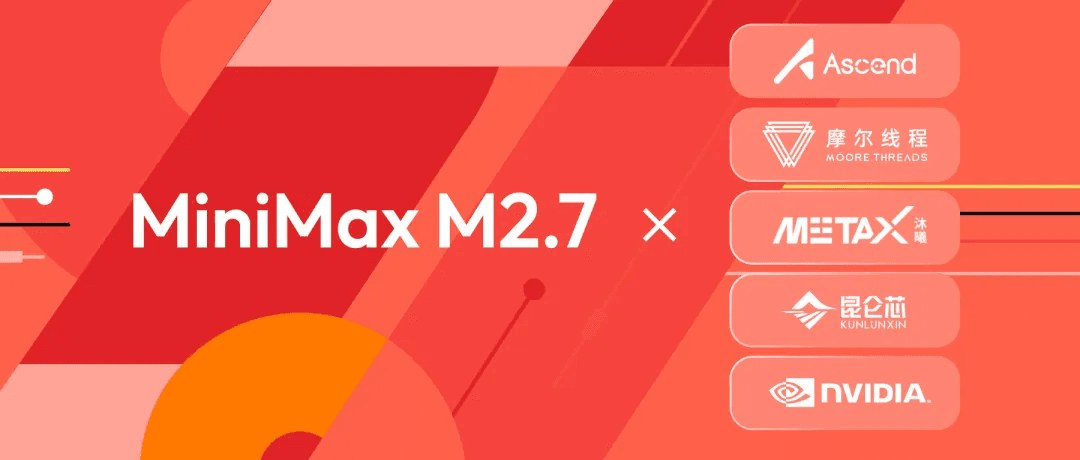 MiniMax M2.7 ×
Ascend
摩尔线程
MOORE THREADS
METAX 沐曦
昆仑芯
KUNLUNXIN
NVIDIA.